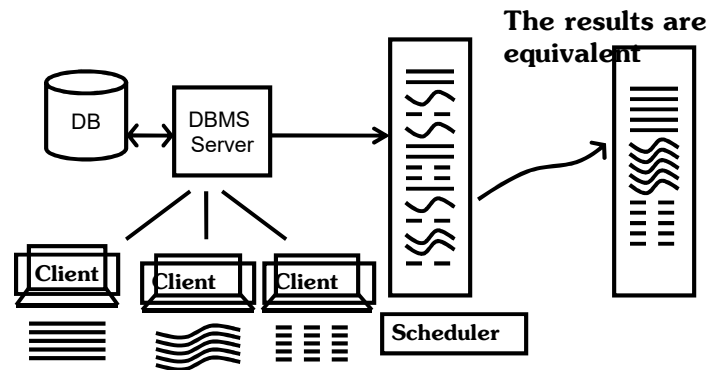 The results are
equivalent
DB
DBMS
Server
Client
Client
Client
Scheduler